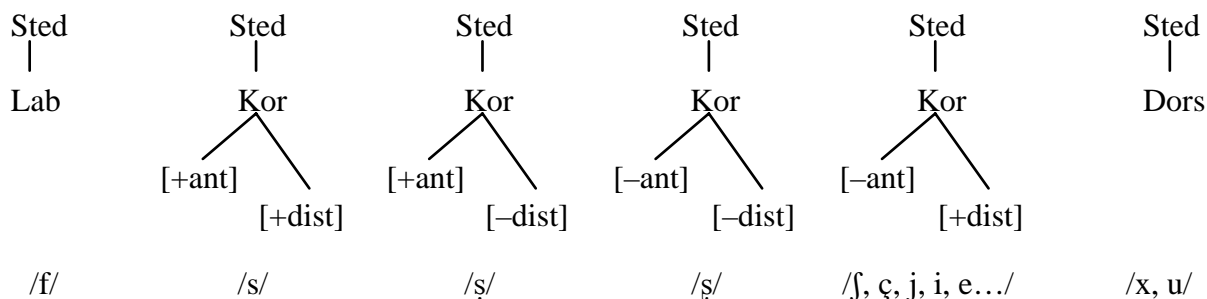 Sted Sted Sted Sted Sted Sted
Lab Kor Kor Kor Kor Dors
[+ant] [+ant] [–ant] [–ant]
[+dist] [–dist] [–dist] [+dist]
/f/ /s/ /ṣ/ /ʂ/ /ʃ, ç, j, i, e…/ /x, u/